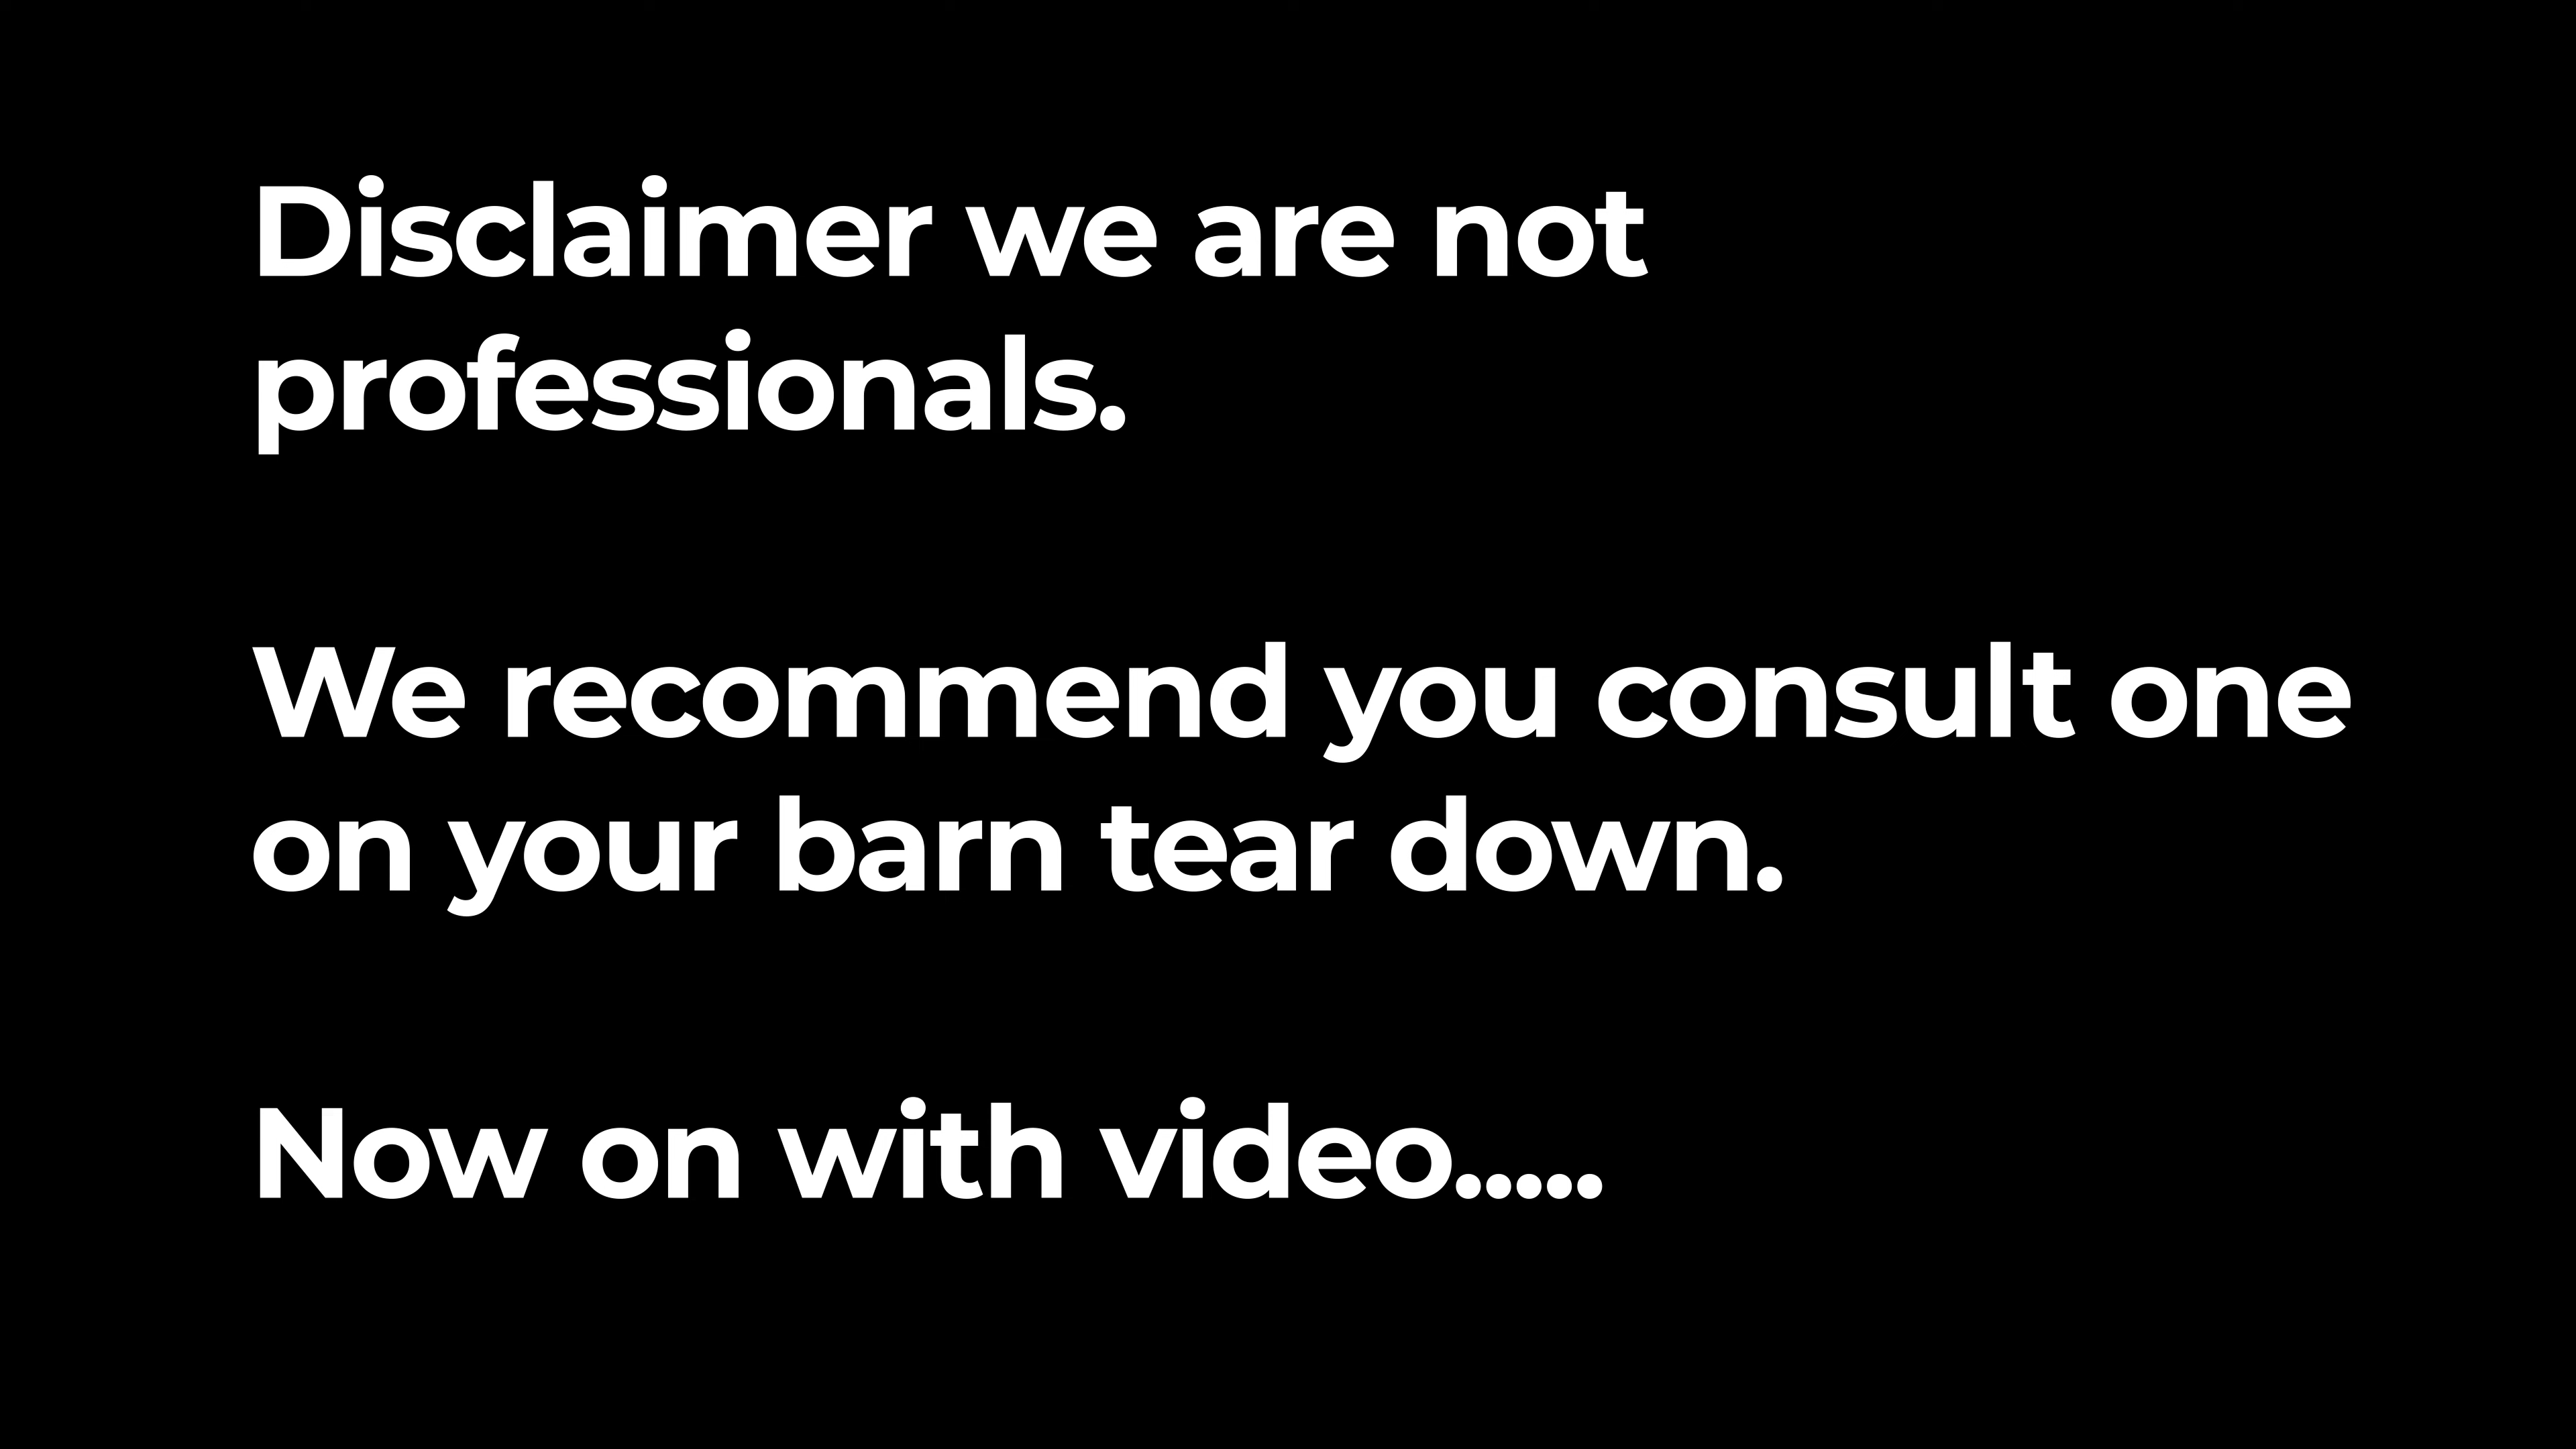 Disclaimer we are not
professionals.
We recommend you consult one
on your barn tear down.
Now on with video.....